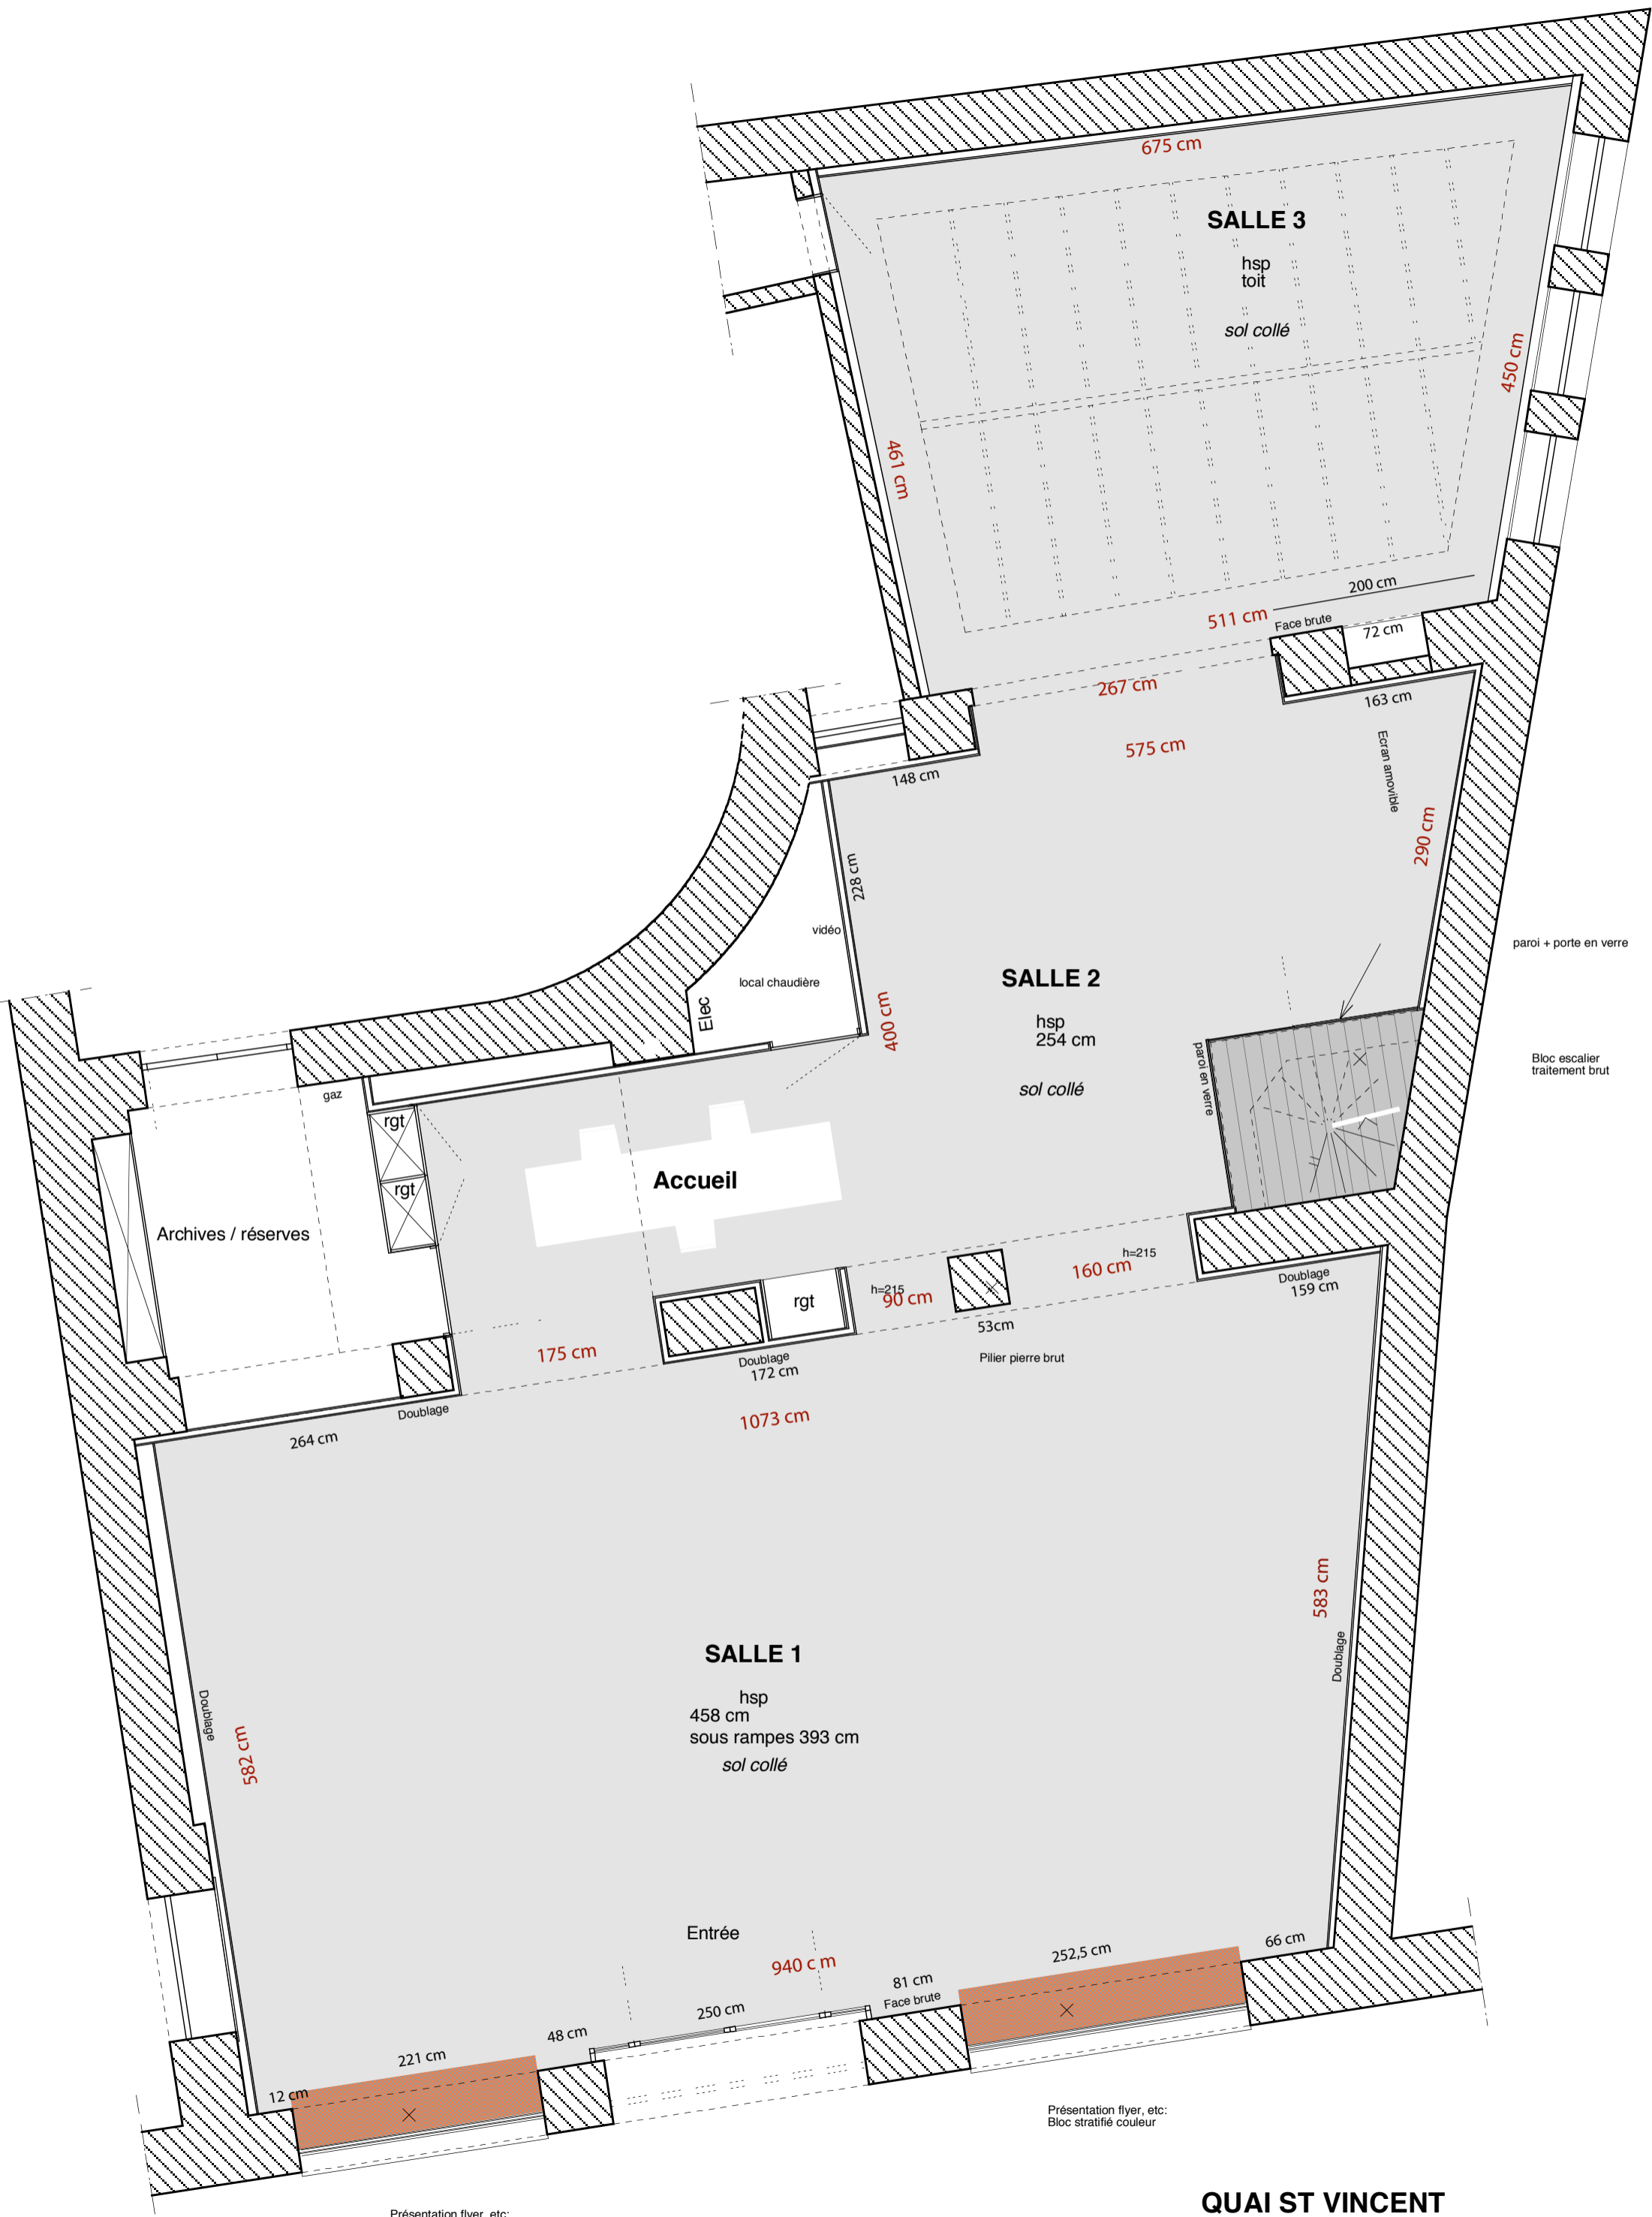 675 cm
SALLE 3
hsp
toit
sol collé
450 cm
461 cm
200 cm
511 cm
Face brute
72 cm
267 cm
163 cm
575 cm
148 cm
Ecran amovible
290 cm
228 cm
vidéo
paroi + porte en verre
local chaudière
SALLE 2
Elec
400 cm
hsp
254 cm
sol collé
paroi en verre
Bloc escalier
traitement brut
gaz
rgt
rgt
Accueil
Archives / réserves
h=215
160 cm
h=215
90 cm
rgt
Doublage
159 cm
53cm
175 cm
Doublage
172 cm
Pilier pierre brut
Doublage
1073 cm
264 cm
583 cm
SALLE 1
Doublage
hsp
458 cm
sous rampes 393 cm
sol collé
Doublage
582 cm
Entrée
940 c m
66 cm
252,5 cm
81 cm
Face brute
250 cm
48 cm
221 cm
12 cm
Présentation flyer, etc:
Bloc stratifié couleur
QUAI ST VINCENT
Présentation flyer, etc: